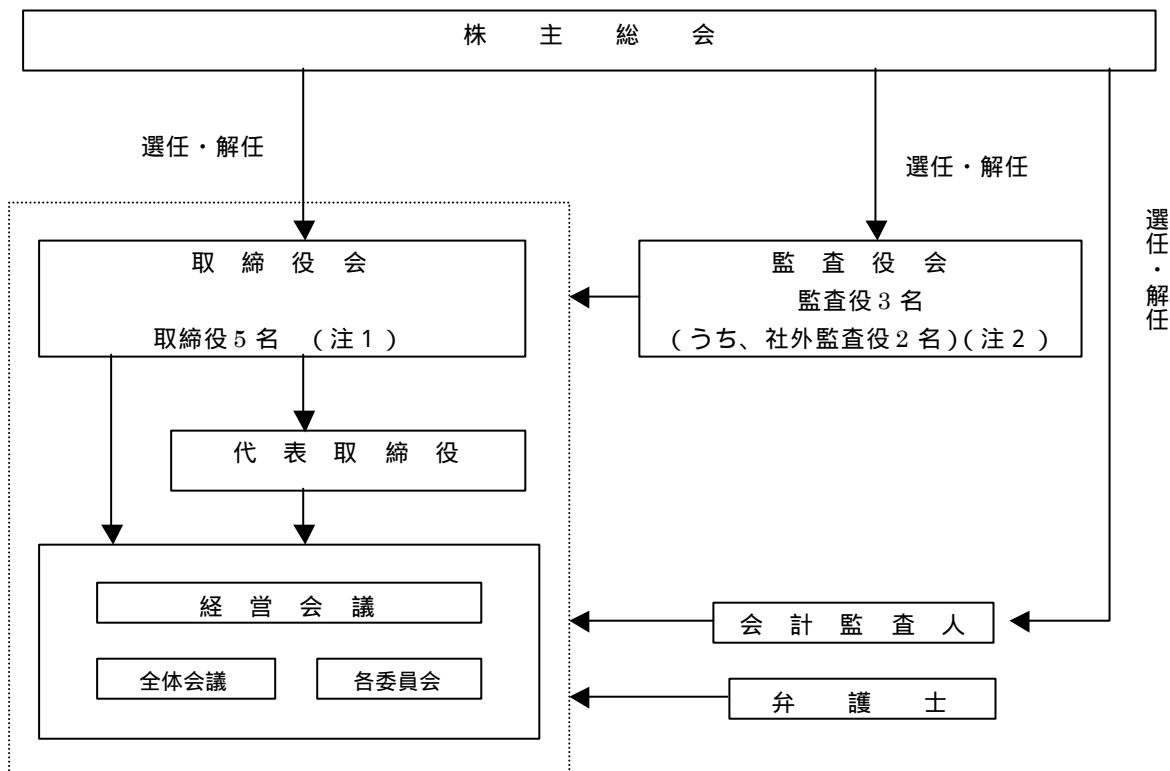 株主総会
選任・解任
選任・解任
選任・解任
取締役会
取締役5名 (注1)
監査役会
監査役3名
(うち、社外監査役2名)(注2)
代表取締役
経営会議
全体会議
各委員会
会計監査人
弁護士